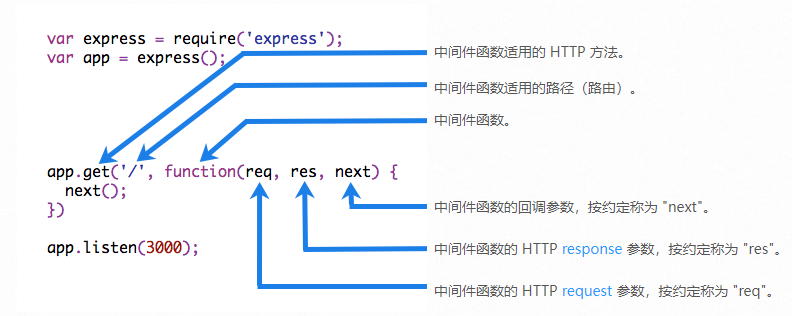 var express = require('express');
var app = express();
中间件函数适用的 HTTP 方法。
中间件函数适用的路径（路由）。
中间件函数。
app.get('/', function(req, res, next) {
next();
})
中间件函数的回调参数，按约定称为 "next"。
app.listen(3000);
中间件函数的 HTTP response 参数，按约定称为 "res"。
中间件函数的 HTTP request 参数，按约定称为 "req"。